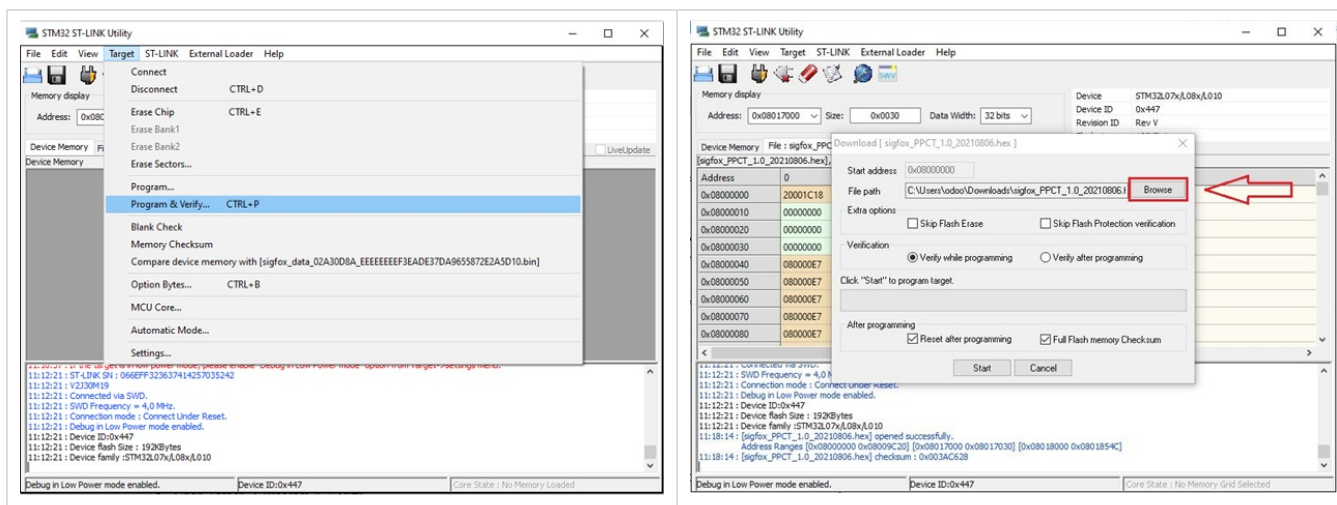 STM32 ST-LINK Utility
File Edit View Target ST-LINK External Loader Help
Memory display
Address: 0x080
Device Memory
LiveUpdate
Device Memory
Connect
Disconnect CTRL+D
Erase Chip CTRL+E
Erase Bank1
Erase Bank2
Erase Sectors...
Program...
Program & Verify... CTRL+P
Blank Check
Memory Checksum
Compare device memory with [sigfox_data_02A30D8A_EEEEEEEEF3EADE37DA9655872E2A5D10.bin]
Option Bytes... CTRL+B
MCU Core...
Automatic Mode...
Settings...
11:12:21 : ST-LINK SN : 066EFF323637414257035242
11:12:21 : V2J30M19
11:12:21 : Connected via SWD.
11:12:21 : SWD Frequency = 4,0 MHz.
11:12:21 : Connection mode : Connect Under Reset.
11:12:21 : Debug in Low Power mode enabled.
11:12:21 : Device ID:0x447
11:12:21 : Device flash Size : 192KBytes
11:12:21 : Device family :STM32L07x/L08x/L010
Debug in Low Power mode enabled. Device ID:0x447 Core State : No Memory Loaded
STM32 ST-LINK Utility
File Edit View Target ST-LINK External Loader Help
SWV
Memory display
Address: 0x08017000 Size: 0x0030 Data Width: 32 bits
Device STM32L07x/L08x/L010
Device ID 0x447
Revision ID Rev V
Device Memory File : sigfox_PPC
[sigfox_PPCT_1.0_20210806.hex],
Address 0
0x08000000 20001C18
0x08000010 00000000
0x08000020 00000000
0x08000030 00000000
0x08000040 080000E7
0x08000050 080000E7
0x08000060 080000E7
0x08000070 080000E7
0x08000080 080000E7
Download [ sigfox_PPCT_1.0_20210806.hex ]
Start address 0x08000000
File path C:\Users\odoo\Downloads\sigfox_PPCT_1.0_20210806.h Browse
Extra options
Skip Flash Erase Skip Flash Protection verification
Verification
Verify while programming Verify after programming
Click "Start" to program target.
After programming
Reset after programming Full Flash memory Checksum
Start Cancel
11:12:21 : SWD Frequency = 4,0 M
11:12:21 : Connection mode : Connect Under Reset.
11:12:21 : Debug in Low Power mode enabled.
11:12:21 : Device ID:0x447
11:12:21 : Device flash Size : 192KBytes
11:12:21 : Device family :STM32L07x/L08x/L010
11:18:14 : [sigfox_PPCT_1.0_20210806.hex] opened successfully.
Address Ranges [0x08000000 0x08009C20] [0x08017000 0x08017030] [0x08018000 0x0801854C]
11:18:14 : [sigfox_PPCT_1.0_20210806.hex] checksum : 0x003AC628
Debug in Low Power mode enabled. Device ID:0x447 Core State : No Memory Grid Selected